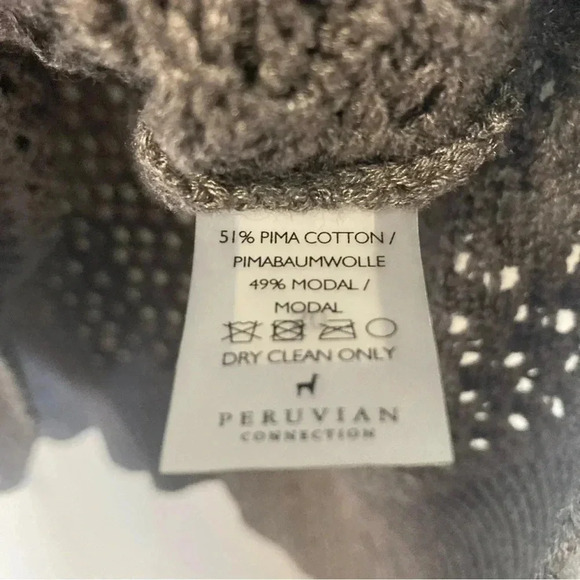 51% PIMA COTTON /
PIMABAUMWOLLE
49% MODAL /
MODAL
DRY CLEAN ONLY
PERUVIAN
CONNECTION